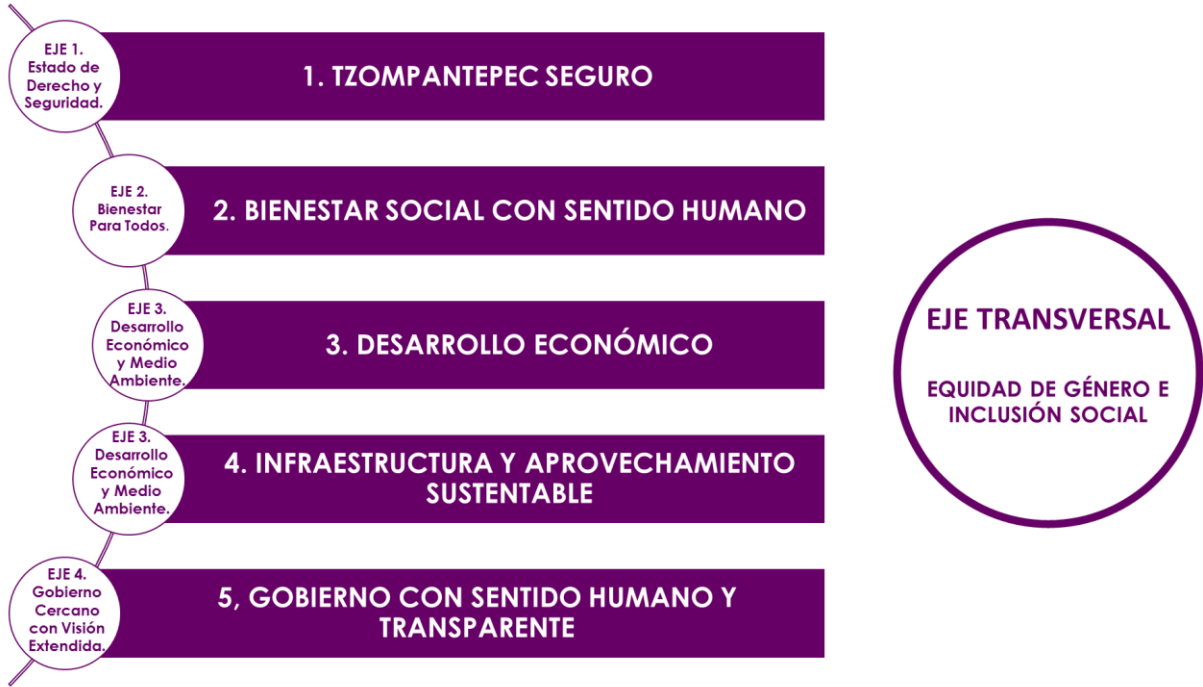 EJE 1.
Estado de
Derecho y
Seguridad.
1. TZOMPANTEPEC SEGURO
EJE 2.
Bienestar
Para Todos.
2. BIENESTAR SOCIAL CON SENTIDO HUMANO
EJE 3.
Desarrollo
Económico
y Medio
Ambiente.
3. DESARROLLO ECONÓMICO
EJE 3.
Desarrollo
Económico
y Medio
Ambiente.
4. INFRAESTRUCTURA Y APROVECHAMIENTO
SUSTENTABLE
EJE 4.
Gobierno
Cercano
con Visión
Extendida.
5, GOBIERNO CON SENTIDO HUMANO Y
TRANSPARENTE
EJE TRANSVERSAL
EQUIDAD DE GÉNERO E
INCLUSIÓN SOCIAL